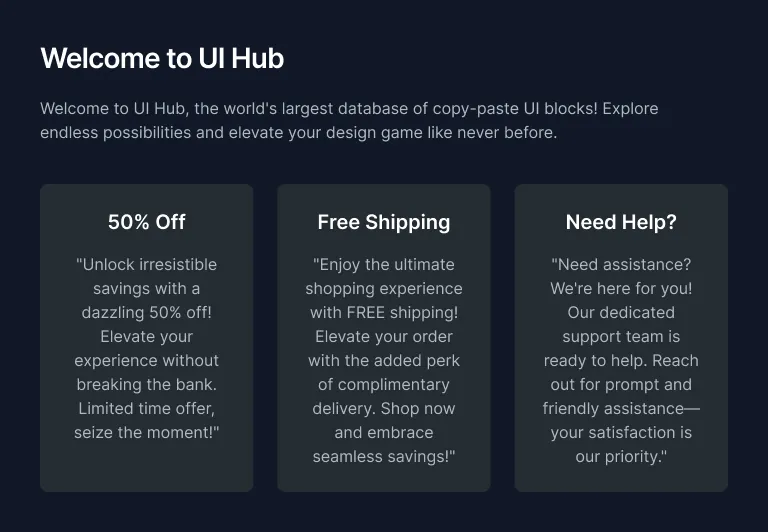 Welcome to UI Hub
Welcome to UI Hub, the world's largest database of copy-paste UI blocks! Explore
endless possibilities and elevate your design game like never before.
50% Off
"Unlock irresistible
savings with a
dazzling 50% off!
Elevate your
experience without
breaking the bank.
Limited time offer,
seize the moment!"
Free Shipping
"Enjoy the ultimate
shopping experience
with FREE shipping!
Elevate your order
with the added perk
of complimentary
delivery. Shop now
and embrace
seamless savings!"
Need Help?
"Need assistance?
We're here for you!
Our dedicated
support team is
ready to help. Reach
out for prompt and
friendly assistance—
your satisfaction is
our priority."